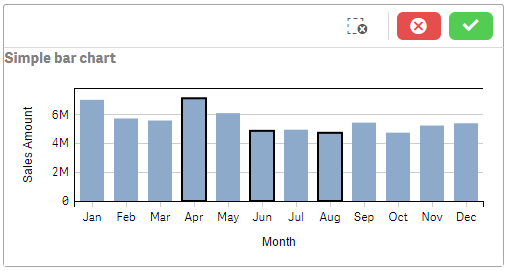 Simple bar chart
Sales Amount
6M
4M
2M
0
Jan Feb Mar Apr May Jun Jul Aug Sep Oct Nov Dec
Month